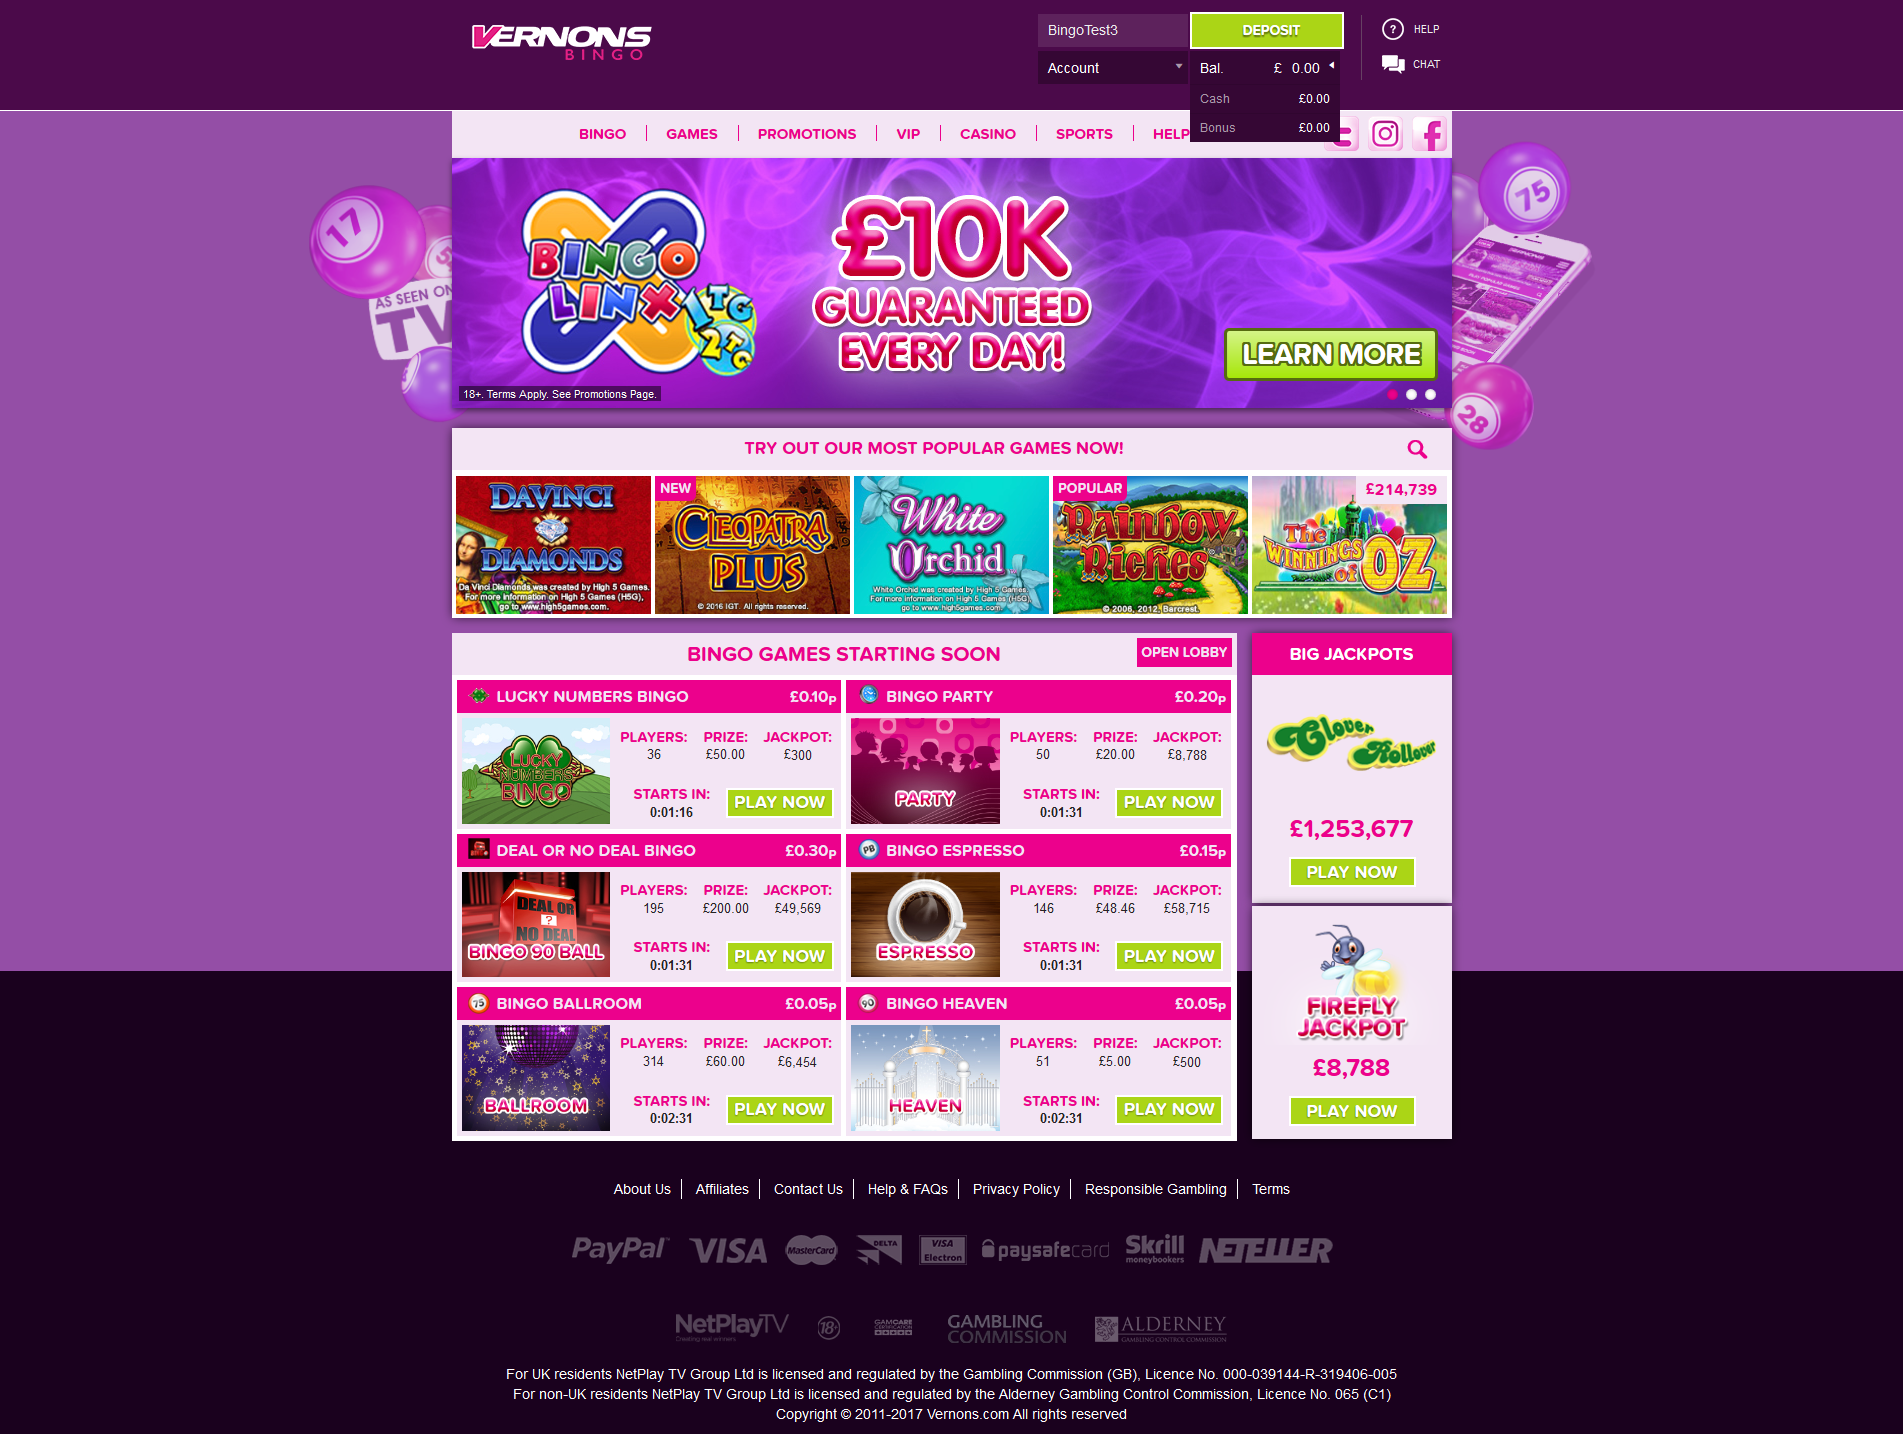 VERNONS
BINGO
BingoTest3
DEPOSIT
? HELP
Account
Bal. £ 0.00
CHAT
Cash £0.00
Bonus £0.00
BINGO GAMES PROMOTIONS VIP CASINO SPORTS HELP
17
75
AS SEEN ON
TV
BINGO
LINX
1TG
2TG
£10K
GUARANTEED
EVERY DAY!
LEARN MORE
18+. Terms Apply. See Promotions Page.
28
TRY OUT OUR MOST POPULAR GAMES NOW!
DAVINCI
DIAMONDS
Da Vinci Diamonds was created by High 5 Games.
For more information on High 5 Games (H5G),
go to www.high5games.com.
NEW
CLEOPATRA
PLUS
© 2016 IGT. All rights reserved.
White
Orchid
White Orchid was created by High 5 Games.
For more information on High 5 Games (H5G),
go to www.high5games.com.
POPULAR
Rainbow
Riches
© 2008, 2012, Barcrest.
£214,739
The
WINNINGS
of OZ
BINGO GAMES STARTING SOON
OPEN LOBBY
LUCKY NUMBERS BINGO £0.10p
LUCKY
NUMBERS
BINGO
PLAYERS: PRIZE: JACKPOT:
36 £50.00 £300
STARTS IN:
0:01:16
PLAY NOW
BINGO PARTY £0.20p
PARTY
PLAYERS: PRIZE: JACKPOT:
50 £20.00 £8,788
STARTS IN:
0:01:31
PLAY NOW
DEAL OR NO DEAL BINGO £0.30p
DEAL OR
?
NO DEAL
BINGO 90 BALL
PLAYERS: PRIZE: JACKPOT:
195 £200.00 £49,569
STARTS IN:
0:01:31
PLAY NOW
PB BINGO ESPRESSO £0.15p
ESPRESSO
PLAYERS: PRIZE: JACKPOT:
146 £48.46 £58,715
STARTS IN:
0:01:31
PLAY NOW
75 BINGO BALLROOM £0.05p
BALLROOM
PLAYERS: PRIZE: JACKPOT:
314 £60.00 £6,454
STARTS IN:
0:02:31
PLAY NOW
90 BINGO HEAVEN £0.05p
HEAVEN
PLAYERS: PRIZE: JACKPOT:
51 £5.00 £500
STARTS IN:
0:02:31
PLAY NOW
BIG JACKPOTS
Clover
Rollover
£1,253,677
PLAY NOW
FIREFLY
JACKPOT
£8,788
PLAY NOW
About Us Affiliates Contact Us Help & FAQs Privacy Policy Responsible Gambling Terms
PayPal VISA MasterCard DELTA VISA Electron paysafecard Skrill moneybookers NETELLER
NetPlayTV
Creating real winners
18+
GAMCARE
CERTIFICATION
GAMBLING
COMMISSION
ALDERNEY
GAMBLING CONTROL COMMISSION
For UK residents NetPlay TV Group Ltd is licensed and regulated by the Gambling Commission (GB), Licence No. 000-039144-R-319406-005
For non-UK residents NetPlay TV Group Ltd is licensed and regulated by the Alderney Gambling Control Commission, Licence No. 065 (C1)
Copyright © 2011-2017 Vernons.com All rights reserved